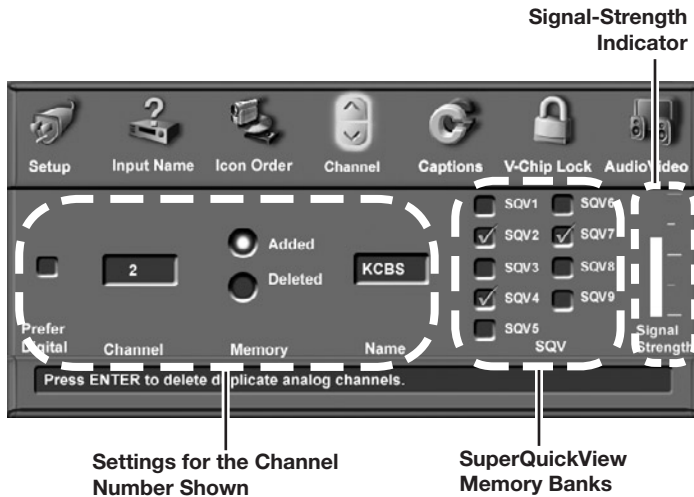 Signal-Strength
Indicator
Setup
Input Name
Icon Order
Channel
Captions
V-Chip Lock
AudioVideo
SQV1
SQV6
SQV2
SQV7
SQV3
SQV8
SQV4
SQV9
SQV5
SQV
2
Added
Deleted
KCBS
Prefer
Digital
Channel
Memory
Name
Signal
Strength
Press ENTER to delete duplicate analog channels.
Settings for the Channel
Number Shown
SuperQuickView
Memory Banks